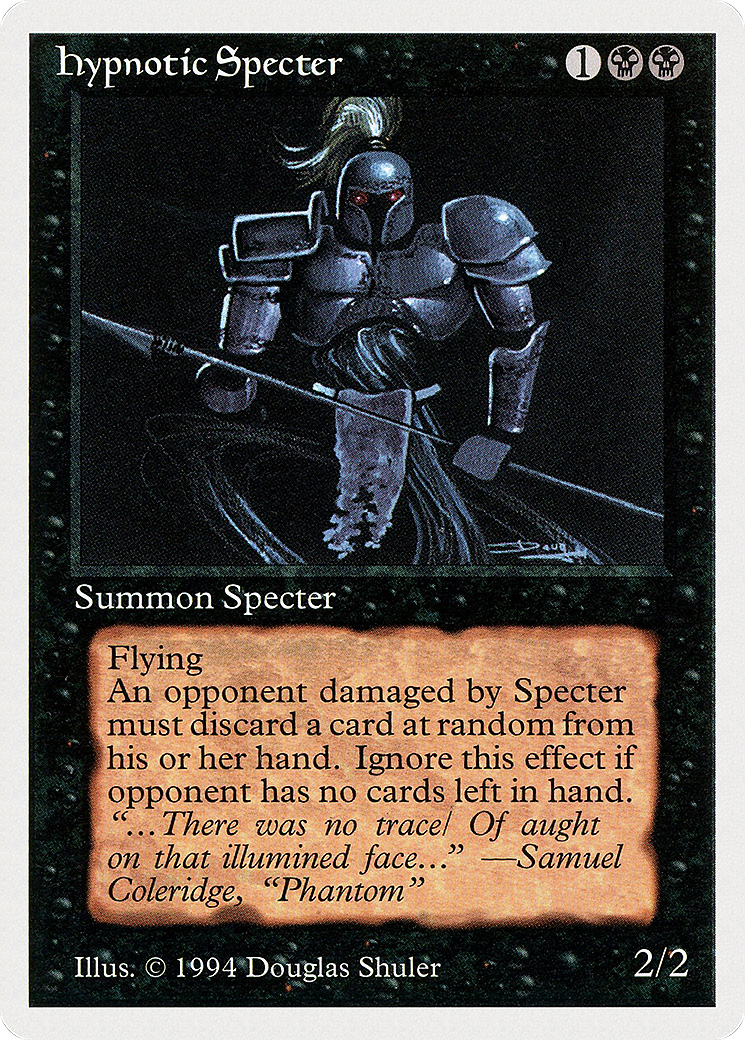 Hypnotic Specter 1
Doug
Summon Specter
Flying
An opponent damaged by Specter
must discard a card at random from
his or her hand. Ignore this effect if
opponent has no cards left in hand.
“...There was no trace/ Of aught
on that illumined face...” —Samuel
Coleridge, “Phantom”
Illus. © 1994 Douglas Shuler 2/2